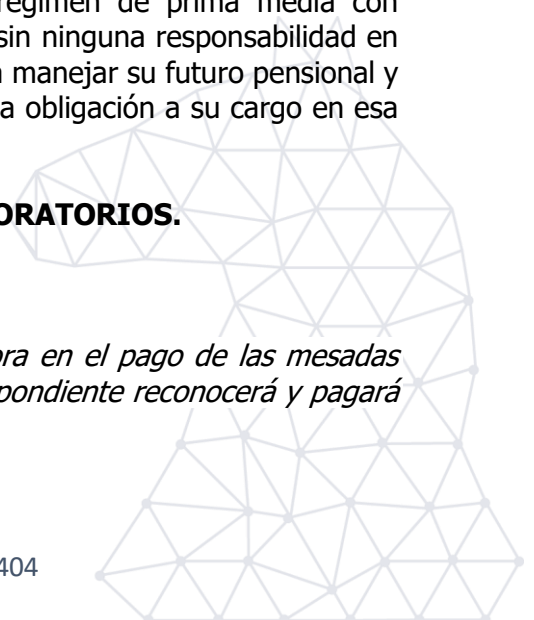 régimen de prima media con
sin ninguna responsabilidad en
manejar su futuro pensional y
a obligación a su cargo en esa
ORATORIOS.
ora en el pago de las mesadas
pondiente reconocerá y pagará
404